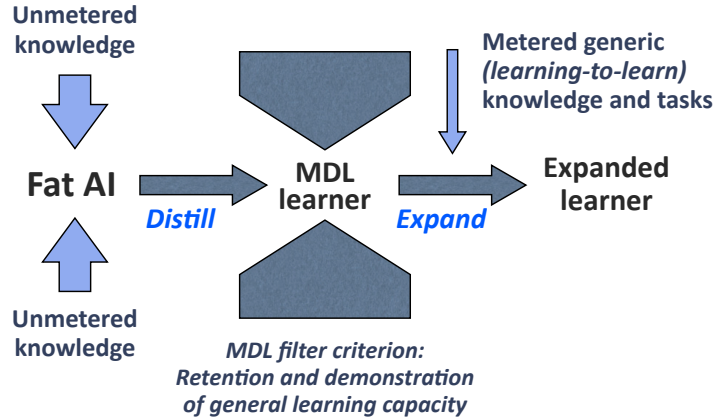 Unmetered
knowledge
Metered generic
(learning-to-learn)
knowledge and tasks
Fat AI
Distill
MDL
learner
Expand
Expanded
learner
Unmetered
knowledge
MDL filter criterion:
Retention and demonstration
of general learning capacity